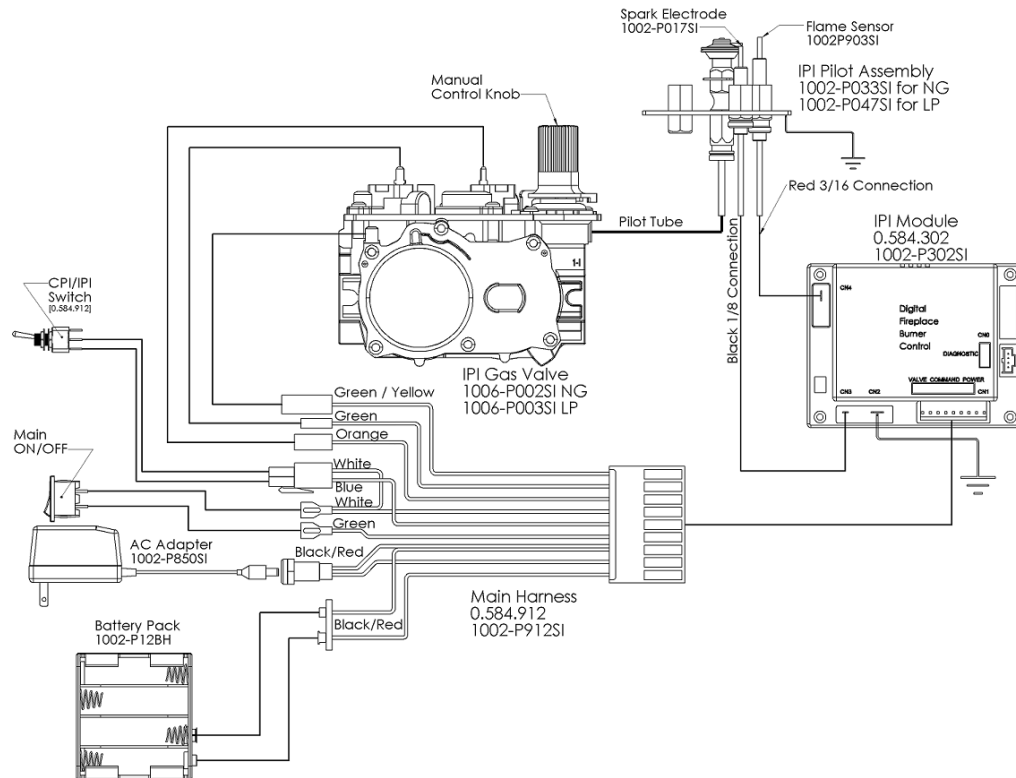 Spark Electrode
1002-P017SI
Flame Sensor
1002P903SI
IPI Pilot Assembly
1002-P033SI for NG
1002-P047SI for LP
Manual
Control Knob
Red 3/16 Connection
Pilot Tube
Black 1/8 Connection
IPI Module
0.584.302
1002-P302SI
CN4
Digital
Fireplace
Burner
Control
CN0
DIAGNOSTIC
VALVE COMMAND POWER
CN3
CN2
CN1
1-I
CPI/IPI
Switch
[0.584.912]
IPI Gas Valve
1006-P002SI NG
1006-P003SI LP
Green / Yellow
Green
Orange
White
Blue
White
Green
Main
ON/OFF
AC Adapter
1002-P850SI
Black/Red
Main Harness
0.584.912
1002-P912SI
Battery Pack
1002-P12BH
Black/Red